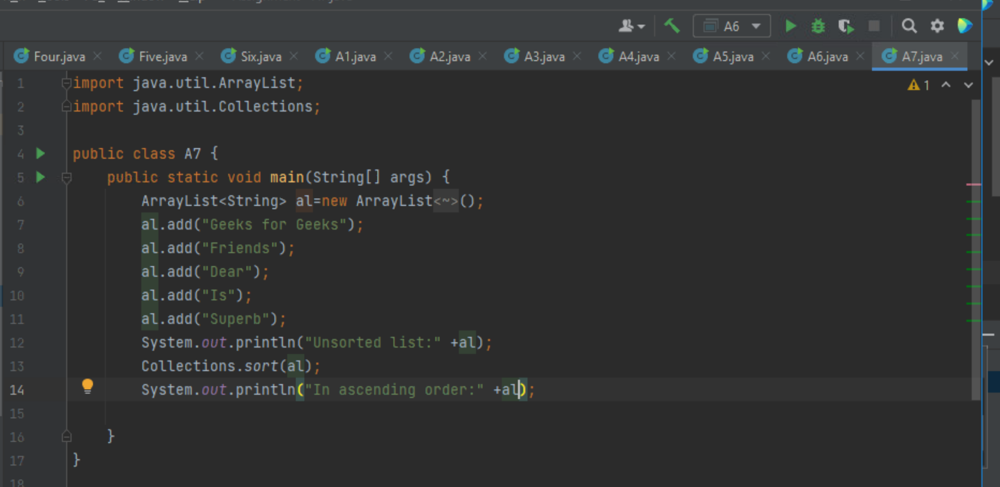 A6
Four.java Five.java Six.java A1.java A2.java A3.java A4.java A5.java A6.java A7.java
1 import java.util.ArrayList; 1
2 import java.util.Collections;
3
4 public class A7 {
5 public static void main(String[] args) {
6 ArrayList<String> al=new ArrayList<~>();
7 al.add("Geeks for Geeks");
8 al.add("Friends");
9 al.add("Dear");
10 al.add("Is");
11 al.add("Superb");
12 System.out.println("Unsorted list:" +al);
13 Collections.sort(al);
14 System.out.println("In ascending order:" +al);
15
16 }
17 }
18